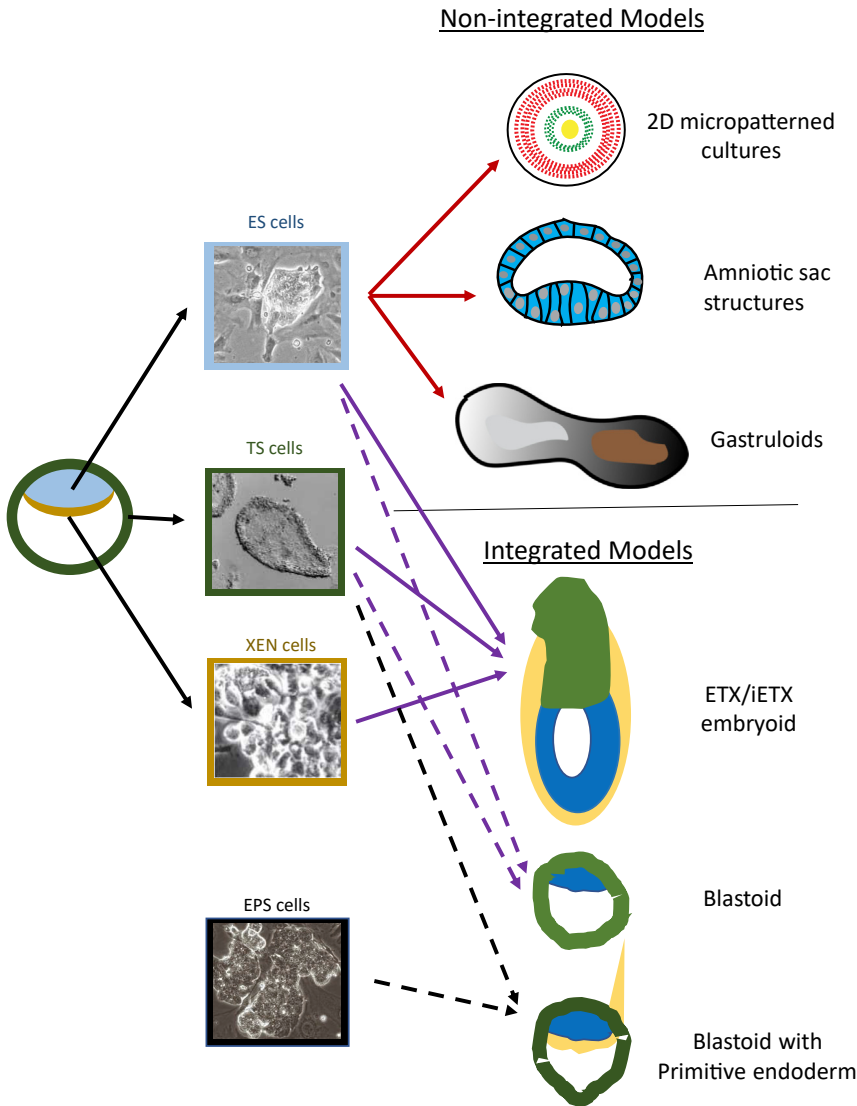 Non-integrated Models
2D micropatterned
cultures
ES cells
Amniotic sac
structures
Gastruloids
TS cells
Integrated Models
XEN cells
ETX/iETX
embryoid
EPS cells
Blastoid
Blastoid with
Primitive endoderm